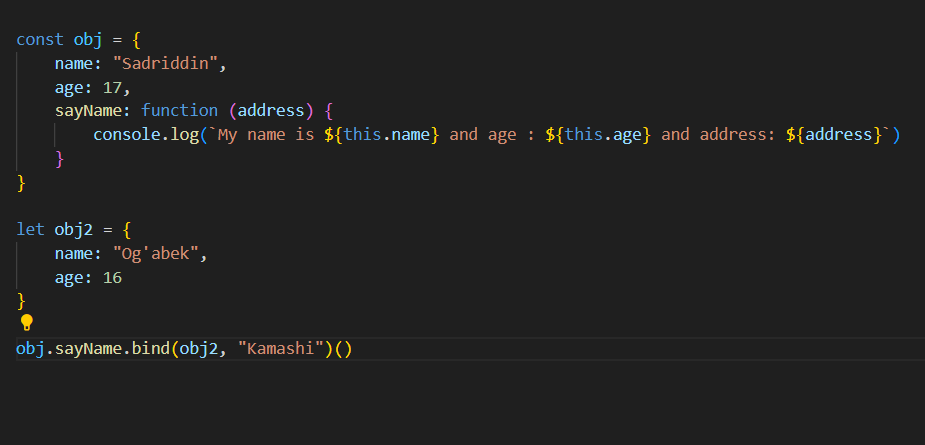 const obj = {
    name: "Sadriddin",
    age: 17,
    sayName: function (address) {
        console.log(`My name is ${this.name} and age : ${this.age} and address: ${address}`)
    }
}
let obj2 = {
    name: "Og'abek",
    age: 16
}
obj.sayName.bind(obj2, "Kamashi")()